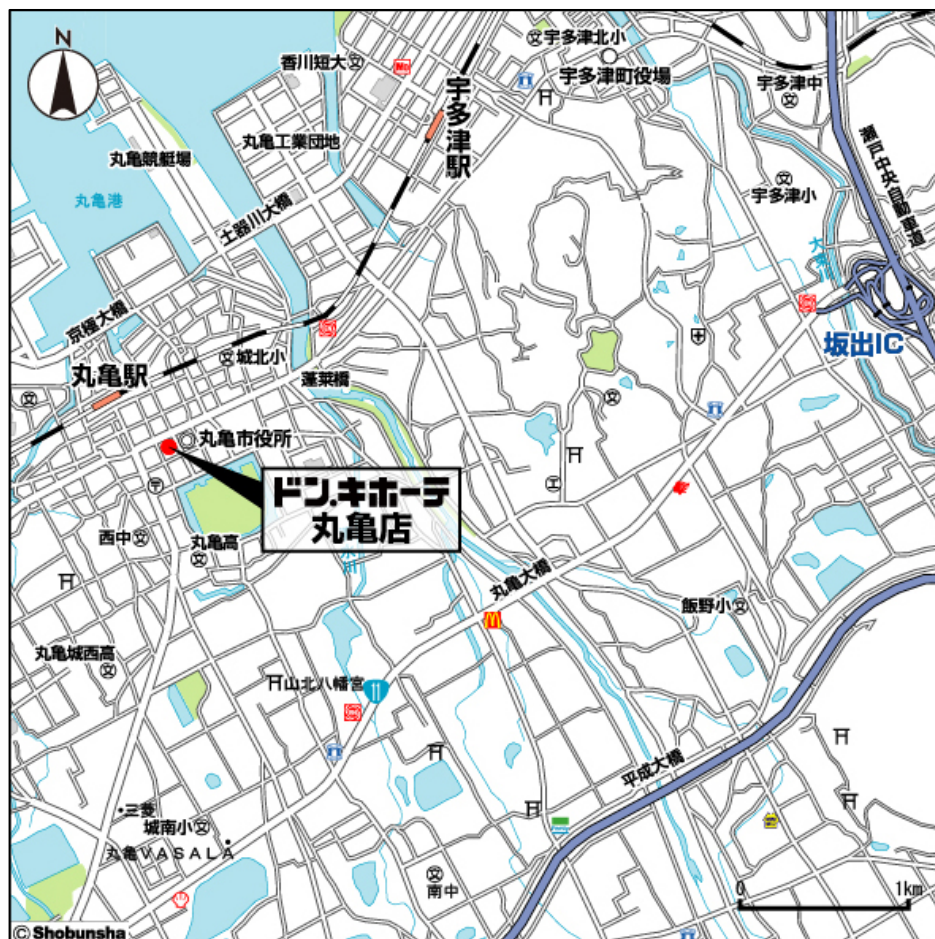 N
香川短大
宇多津北小
宇多津町役場
宇多津中
宇多津駅
丸亀工業団地
丸亀競艇場
丸亀港
宇多津小
瀬戸中央自動車道
土器川大橋
大束川
京極大橋
坂出IC
城北小
丸亀駅
蓬莱橋
丸亀市役所
ドン.キホーテ
丸亀店
西中
丸亀高
丸亀大橋
飯野小
丸亀城西高
山北八幡宮
11
平成大橋
三菱
城南小
丸亀VASALA
南中
0
1km
© Shobunsha